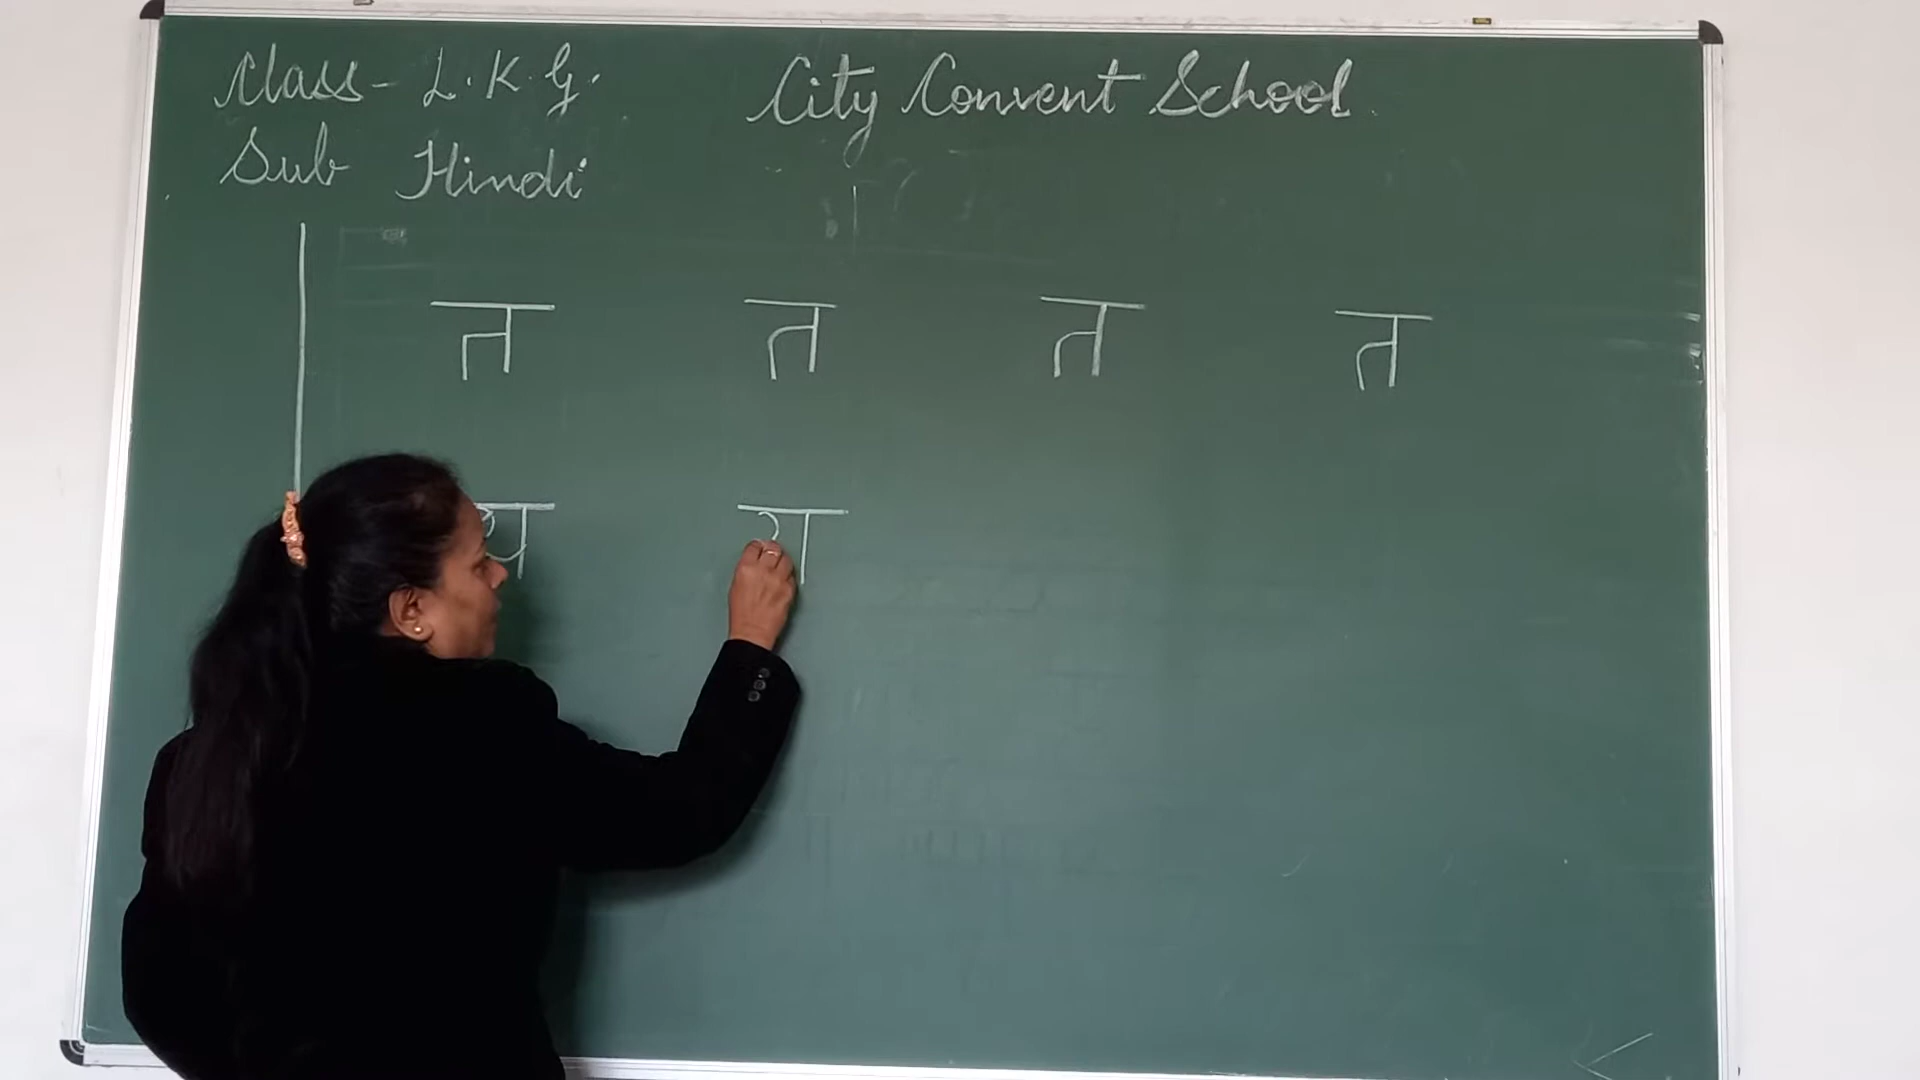 Class - L.K.G. City Convent School
Sub Hindi
त त त त
थ